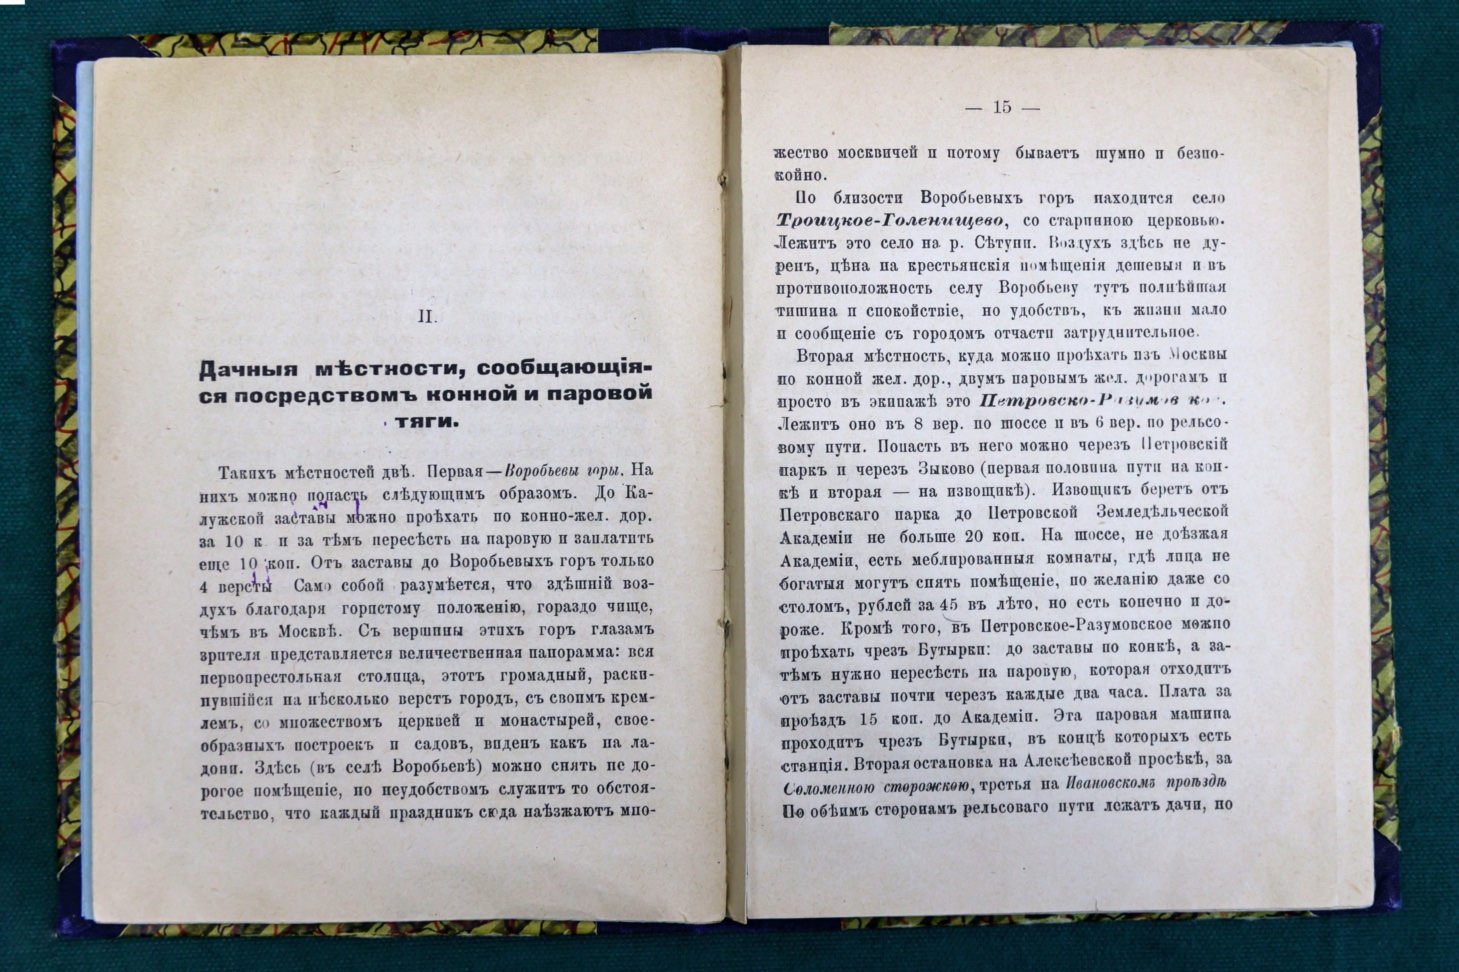 II.
Дачныя мѣстности, сообщающія-
ся посредствомъ конной и паровой
тяги.
Такихъ мѣстностей двѣ. Первая—Воробьевы горы. На
нихъ можно попасть слѣдующимъ образомъ. До Ка-
лужской заставы можно проѣхать по конно-жел. дор.
за 10 к и за тѣмъ пересѣсть на паровую и заплатить
еще 10 коп. Отъ заставы до Воробьевыхъ горъ только
4 версты Само собой разумѣется, что здѣшній воз-
духъ благодаря гористому положенію, гораздо чище,
чѣмъ въ Москвѣ. Съ вершины этихъ горъ глазамъ
зрителя представляется величественная панорама: вся
первопрестольная столица, этотъ громадный, раски-
нувшійся на нѣсколько верстъ городъ, съ своимъ крем-
лемъ, со множествомъ церквей и монастырей, свое-
образныхъ построекъ и садовъ, виденъ какъ на ла-
дони. Здѣсь (въ селѣ Воробьевѣ) можно снять не до-
рогое помѣщеніе, но неудобствомъ служитъ то обстоя-
тельство, что каждый праздникъ сюда наѣзжаютъ мно-
— 15 —
жество москвичей и потому бываетъ шумно и безпо-
койно.
По близости Воробьевыхъ горъ находится село
Троицкое-Голенищево, со старинною церковью.
Лежитъ это село на р. Сѣтуни. Воздухъ здѣсь не ду-
ренъ, цѣна на крестьянскія помѣщенія дешевыя и въ
противоположность селу Воробьеву тутъ полнѣйшая
тишина и спокойствіе, но удобствъ, къ жизни мало
и сообщеніе съ городомъ отчасти затруднительное.
Вторая мѣстность, куда можно проѣхать изъ Москвы
по конной жел. дор., двумъ паровымъ жел. дорогамъ и
просто въ экипажѣ это Петровско-Разумовское.
Лежитъ оно въ 8 вер. по шоссе и въ 6 вер. по рельсо-
вому пути. Попасть въ него можно черезъ Петровскій
паркъ и черезъ Зыково (первая половина пути на кон-
кѣ и вторая — на извощикѣ). Извощикъ беретъ отъ
Петровскаго парка до Петровской Земледѣльческой
Академіи не больше 20 коп. На шоссе, не доѣзжая
Академіи, есть меблированныя комнаты, гдѣ лица не
богатыя могутъ снять помѣщеніе, по желанію даже со
столомъ, рублей за 45 въ лѣто, но есть конечно и до-
роже. Кромѣ того, въ Петровское-Разумовское можно
проѣхать чрезъ Бутырки: до заставы по конкѣ, а за-
тѣмъ нужно пересѣсть на паровую, которая отходитъ
отъ заставы почти черезъ каждые два часа. Плата за
проѣздъ 15 коп. до Академіи. Эта паровая машина
проходитъ чрезъ Бутырки, въ концѣ которыхъ есть
станція. Вторая остановка на Алексѣевской просѣкѣ, за
Соломенною сторожкою, третья на Ивановскомъ проѣздѣ
По обѣимъ сторонамъ рельсоваго пути лежатъ дачи, по